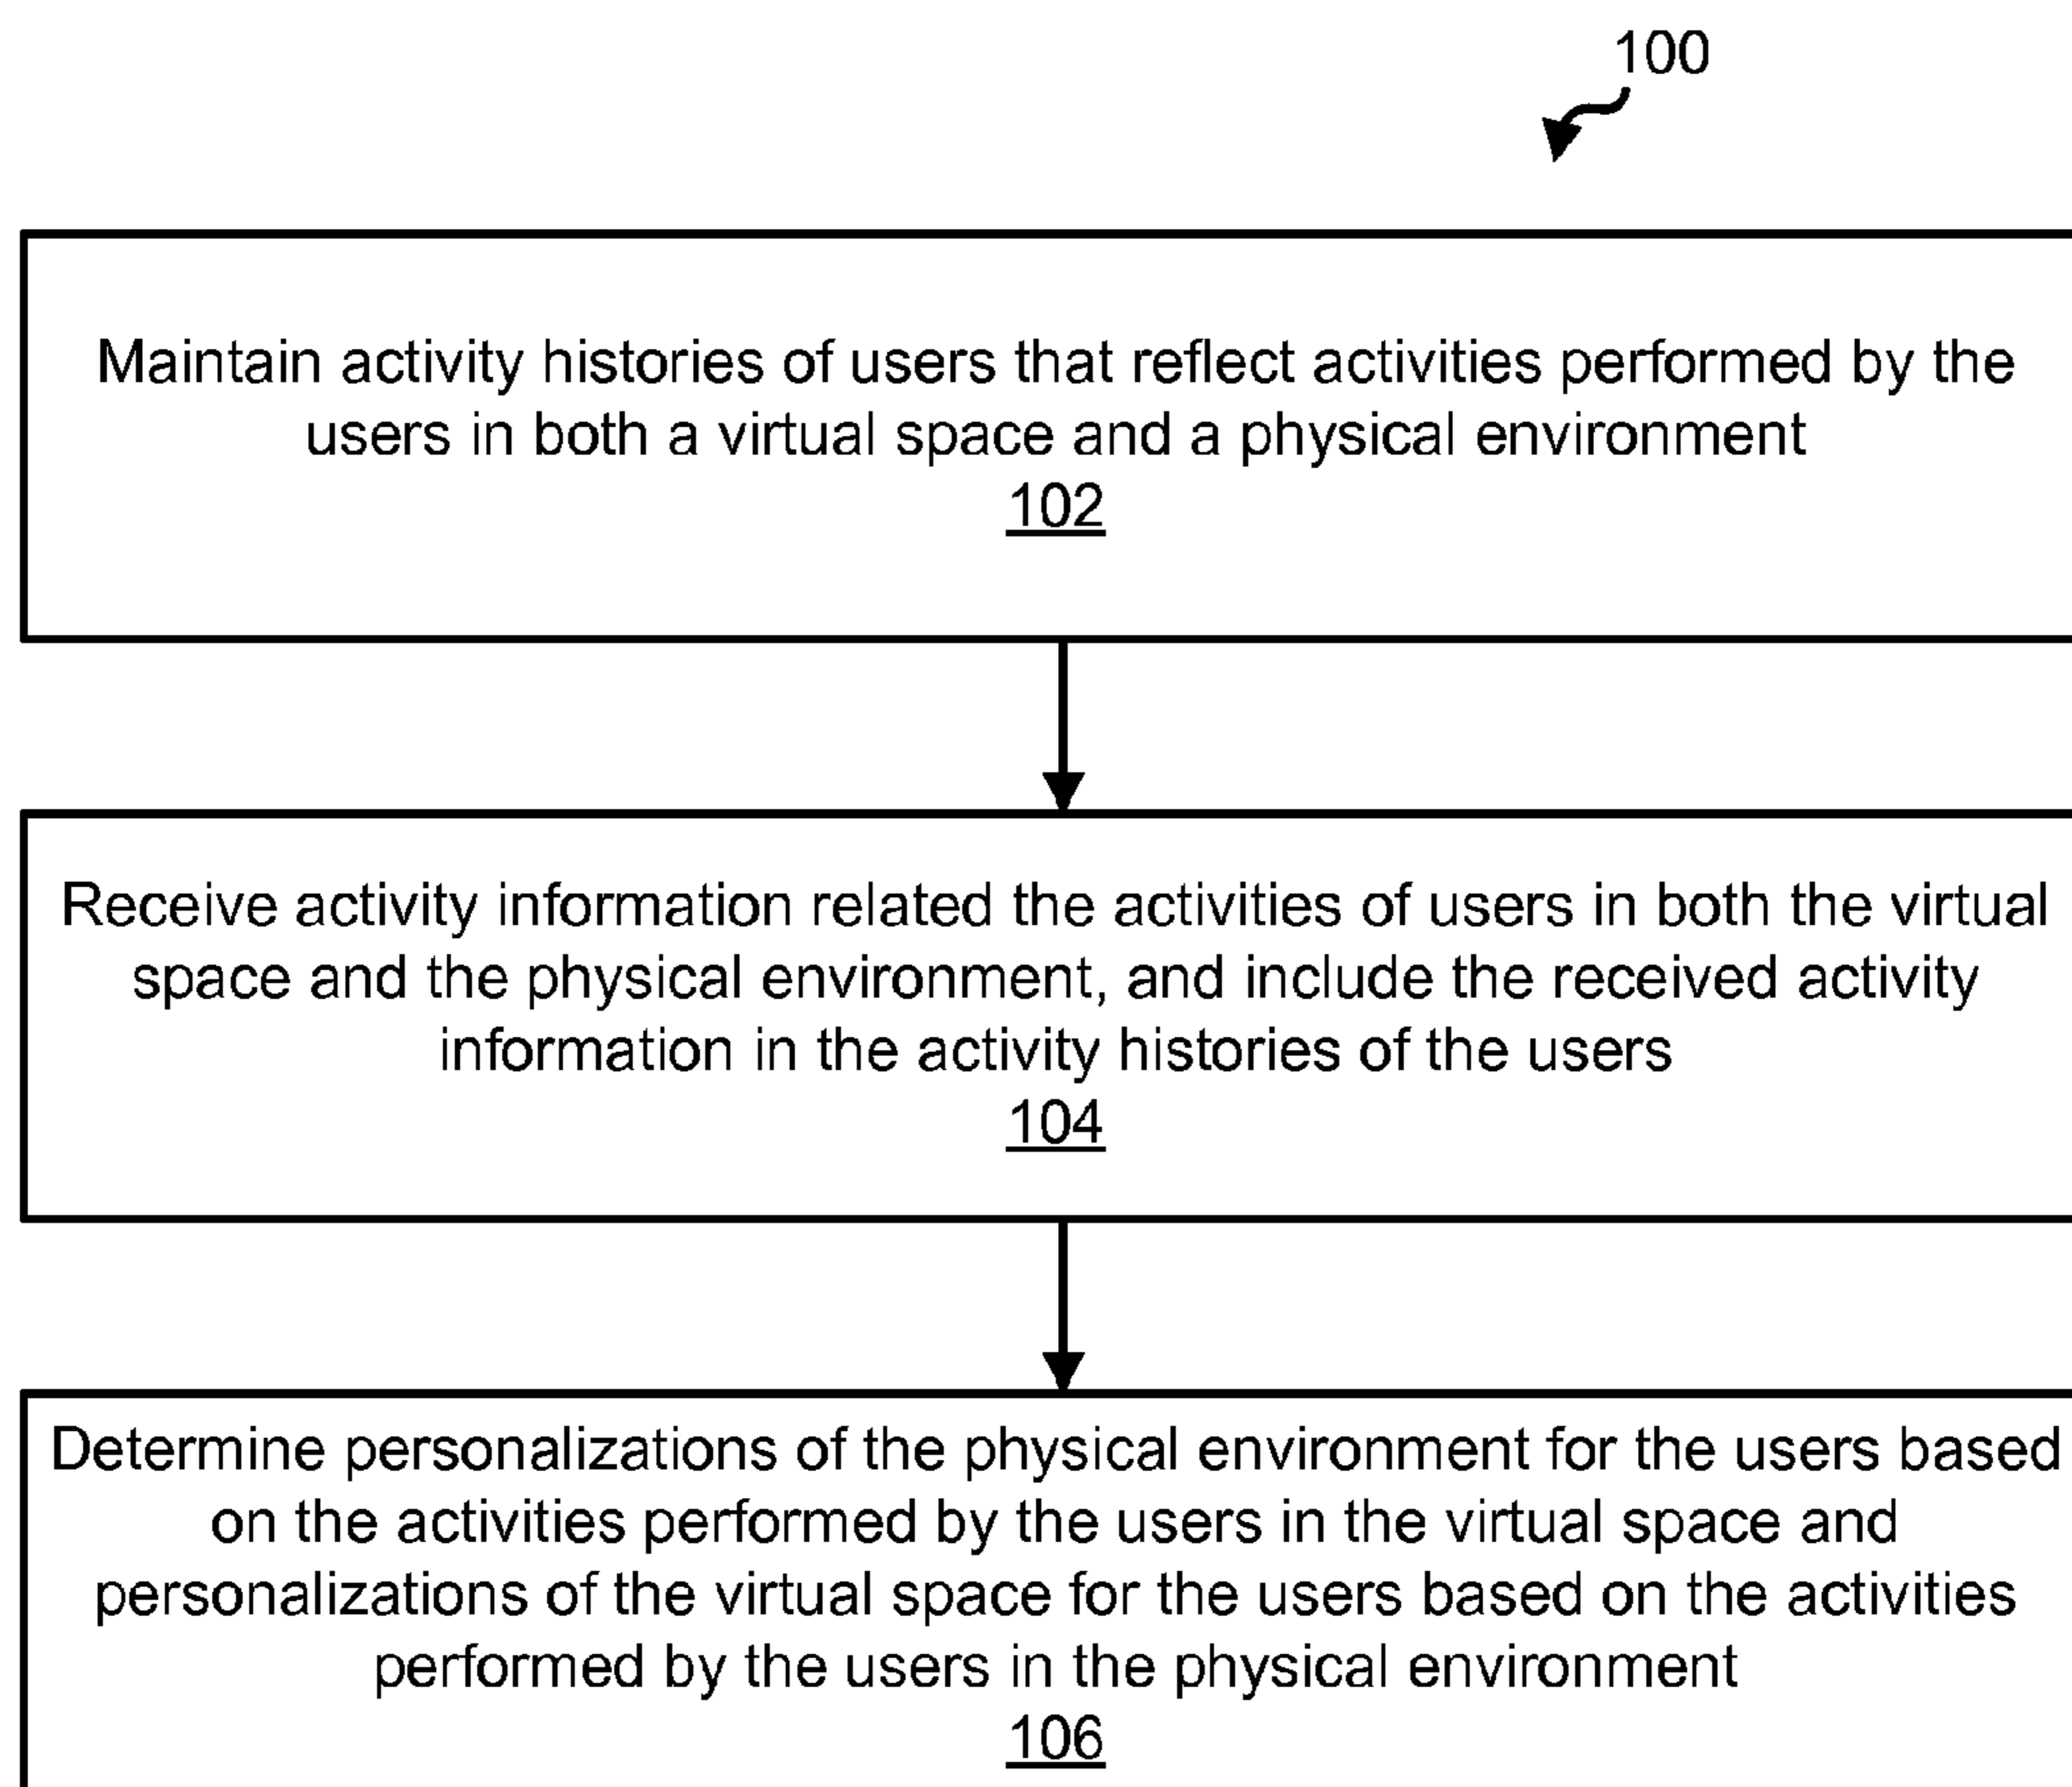 100
Maintain activity histories of users that reflect activities performed by the
users in both a virtual space and a physical environment
102
Receive activity information related the activities of users in both the virtual
space and the physical environment, and include the received activity
information in the activity histories of the users
104
Determine personalizations of the physical environment for the users based
on the activities performed by the users in the virtual space and
personalizations of the virtual space for the users based on the activities
performed by the users in the physical environment
106